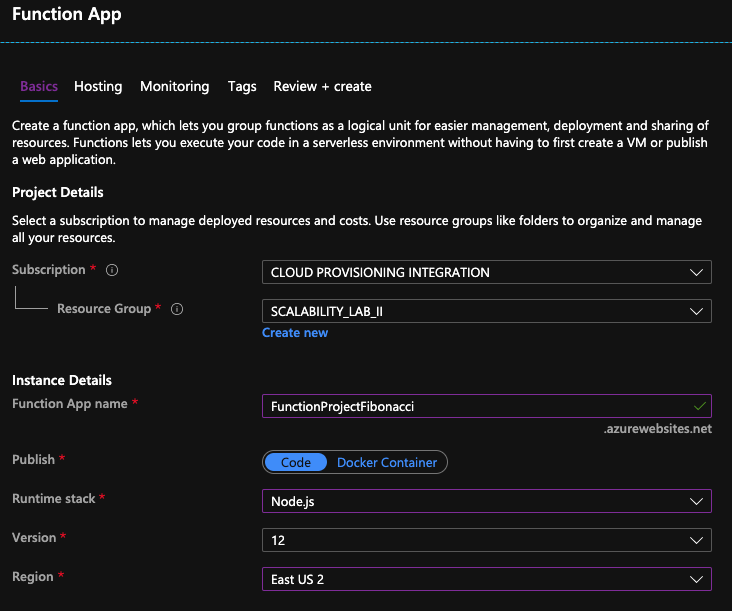 Function App
Basics Hosting Monitoring Tags Review + create
Create a function app, which lets you group functions as a logical unit for easier management, deployment and sharing of
resources. Functions lets you execute your code in a serverless environment without having to first create a VM or publish
a web application.
Project Details
Select a subscription to manage deployed resources and costs. Use resource groups like folders to organize and manage
all your resources.
Subscription * CLOUD PROVISIONING INTEGRATION
Resource Group * SCALABILITY_LAB_II
Create new
Instance Details
Function App name * FunctionProjectFibonacci
.azurewebsites.net
Publish * Code Docker Container
Runtime stack * Node.js
Version * 12
Region * East US 2